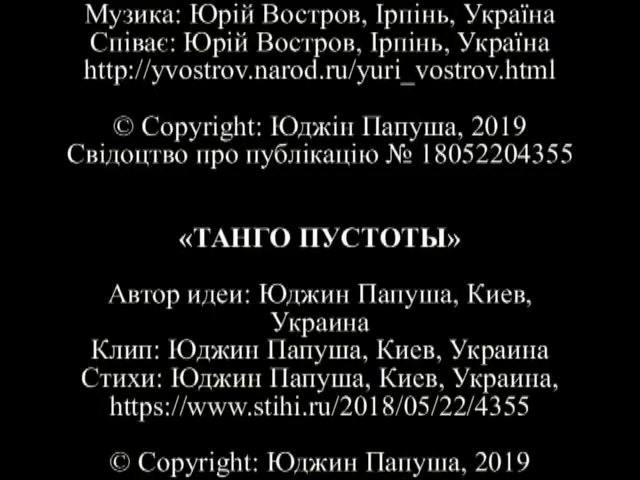 Музика: Юрій Востров, Ірпінь, Україна
Співає: Юрій Востров, Ірпінь, Україна
http://yvostrov.narod.ru/yuri_vostrov.html
© Copyright: Юджін Папуша, 2019
Свідоцтво про публікацію № 18052204355
«ТАНГО ПУСТОТЫ»
Автор идеи: Юджин Папуша, Киев,
Украина
Клип: Юджин Папуша, Киев, Украина
Стихи: Юджин Папуша, Киев, Украина,
https://www.stihi.ru/2018/05/22/4355
© Copyright: Юджин Папуша, 2019